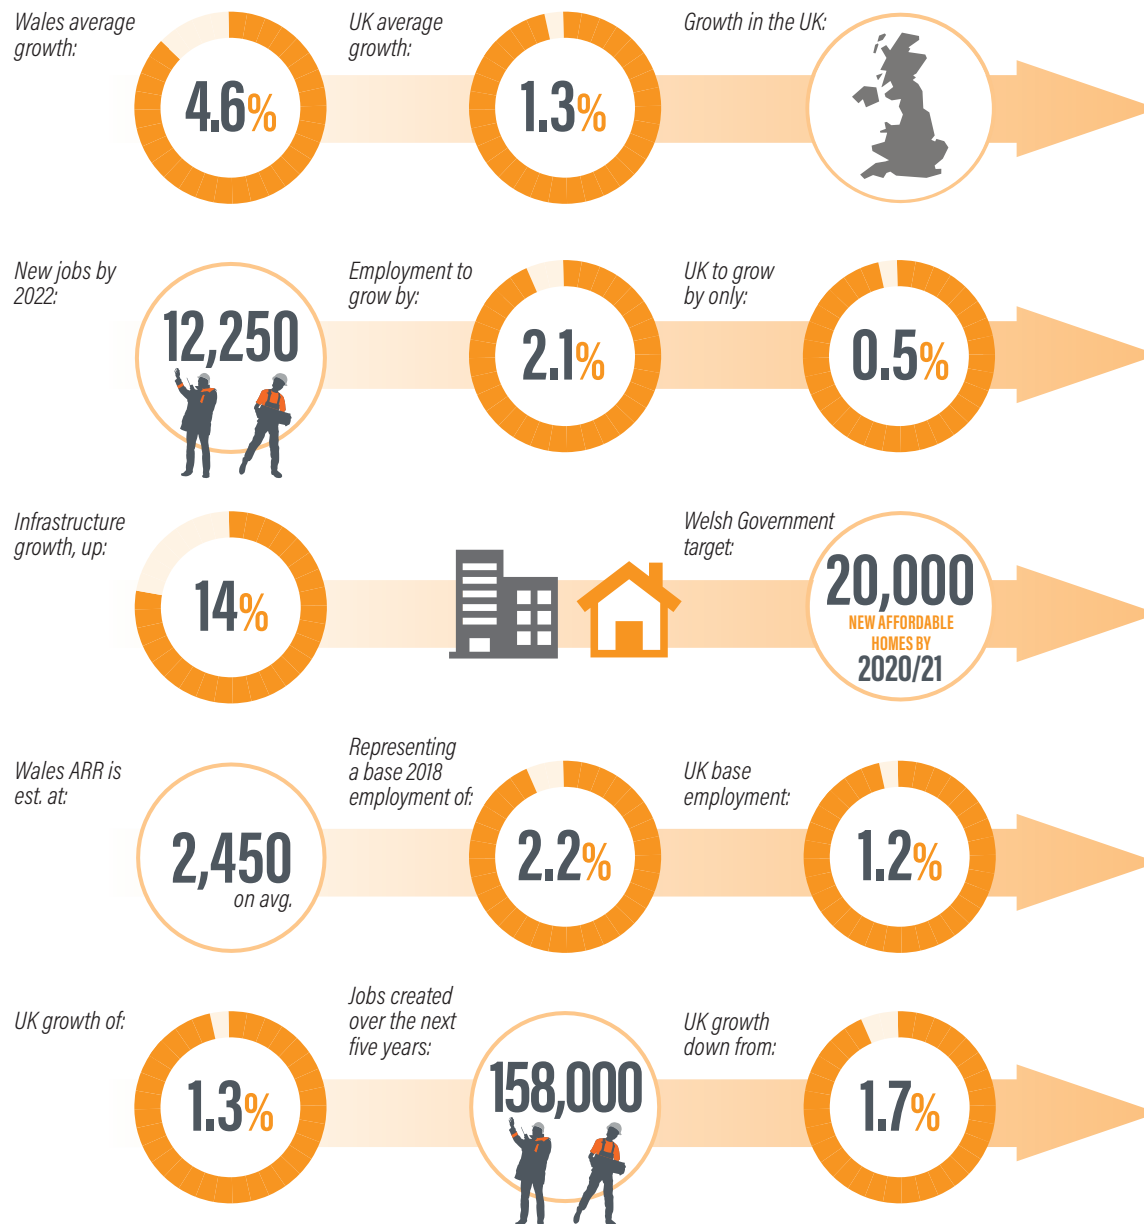 Wales average
growth:
4.6%
UK average
growth:
1.3%
Growth in the UK:
New jobs by
2022:
12,250
Employment to
grow by:
2.1%
UK to grow
by only:
0.5%
Infrastructure
growth, up:
14%
Welsh Government
target:
20,000
NEW AFFORDABLE
HOMES BY
2020/21
Wales ARR is
est. at:
2,450
on avg.
Representing
a base 2018
employment of:
2.2%
UK base
employment:
1.2%
UK growth of:
1.3%
Jobs created
over the next
five years:
158,000
UK growth
down from:
1.7%